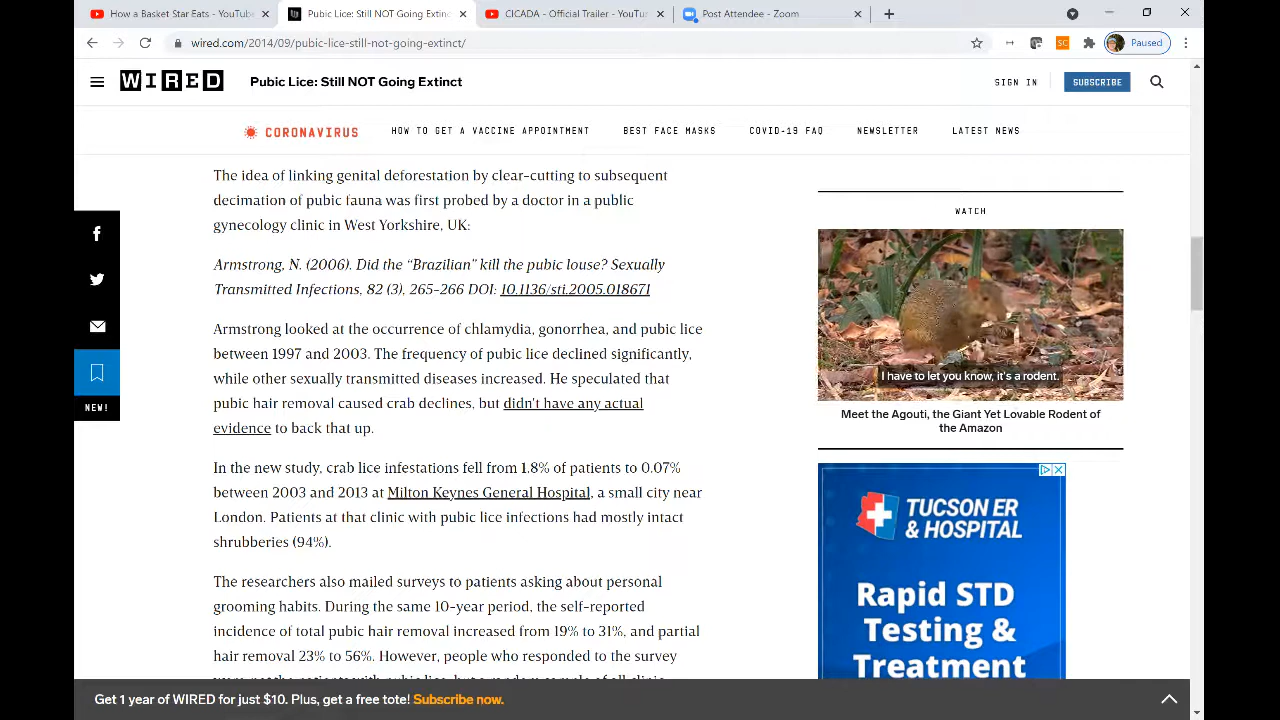 How a Basket Star Eats - YouTube
Pubic Lice: Still NOT Going Extinc
CICADA - Official Trailer - YouTu
Post Attendee - Zoom
wired.com/2014/09/pubic-lice-still-not-going-extinct/
SC
Paused
WIRED
Pubic Lice: Still NOT Going Extinct
SIGN IN
SUBSCRIBE
CORONAVIRUS
HOW TO GET A VACCINE APPOINTMENT
BEST FACE MASKS
COVID-19 FAQ
NEWSLETTER
LATEST NEWS
The idea of linking genital deforestation by clear-cutting to subsequent
decimation of pubic fauna was first probed by a doctor in a public
gynecology clinic in West Yorkshire, UK:
Armstrong, N. (2006). Did the “Brazilian” kill the pubic louse? Sexually
Transmitted Infections, 82 (3), 265-266 DOI: 10.1136/sti.2005.018671
Armstrong looked at the occurrence of chlamydia, gonorrhea, and pubic lice
between 1997 and 2003. The frequency of pubic lice declined significantly,
while other sexually transmitted diseases increased. He speculated that
pubic hair removal caused crab declines, but didn't have any actual
evidence to back that up.
In the new study, crab lice infestations fell from 1.8% of patients to 0.07%
between 2003 and 2013 at Milton Keynes General Hospital, a small city near
London. Patients at that clinic with pubic lice infections had mostly intact
shrubberies (94%).
The researchers also mailed surveys to patients asking about personal
grooming habits. During the same 10-year period, the self-reported
incidence of total pubic hair removal increased from 19% to 31%, and partial
hair removal 23% to 56%. However, people who responded to the survey
NEW!
WATCH
I have to let you know, it's a rodent.
Meet the Agouti, the Giant Yet Lovable Rodent of
the Amazon
TUCSON ER
& HOSPITAL
Rapid STD
Testing &
Treatment
Get 1 year of WIRED for just $10. Plus, get a free tote! Subscribe now.